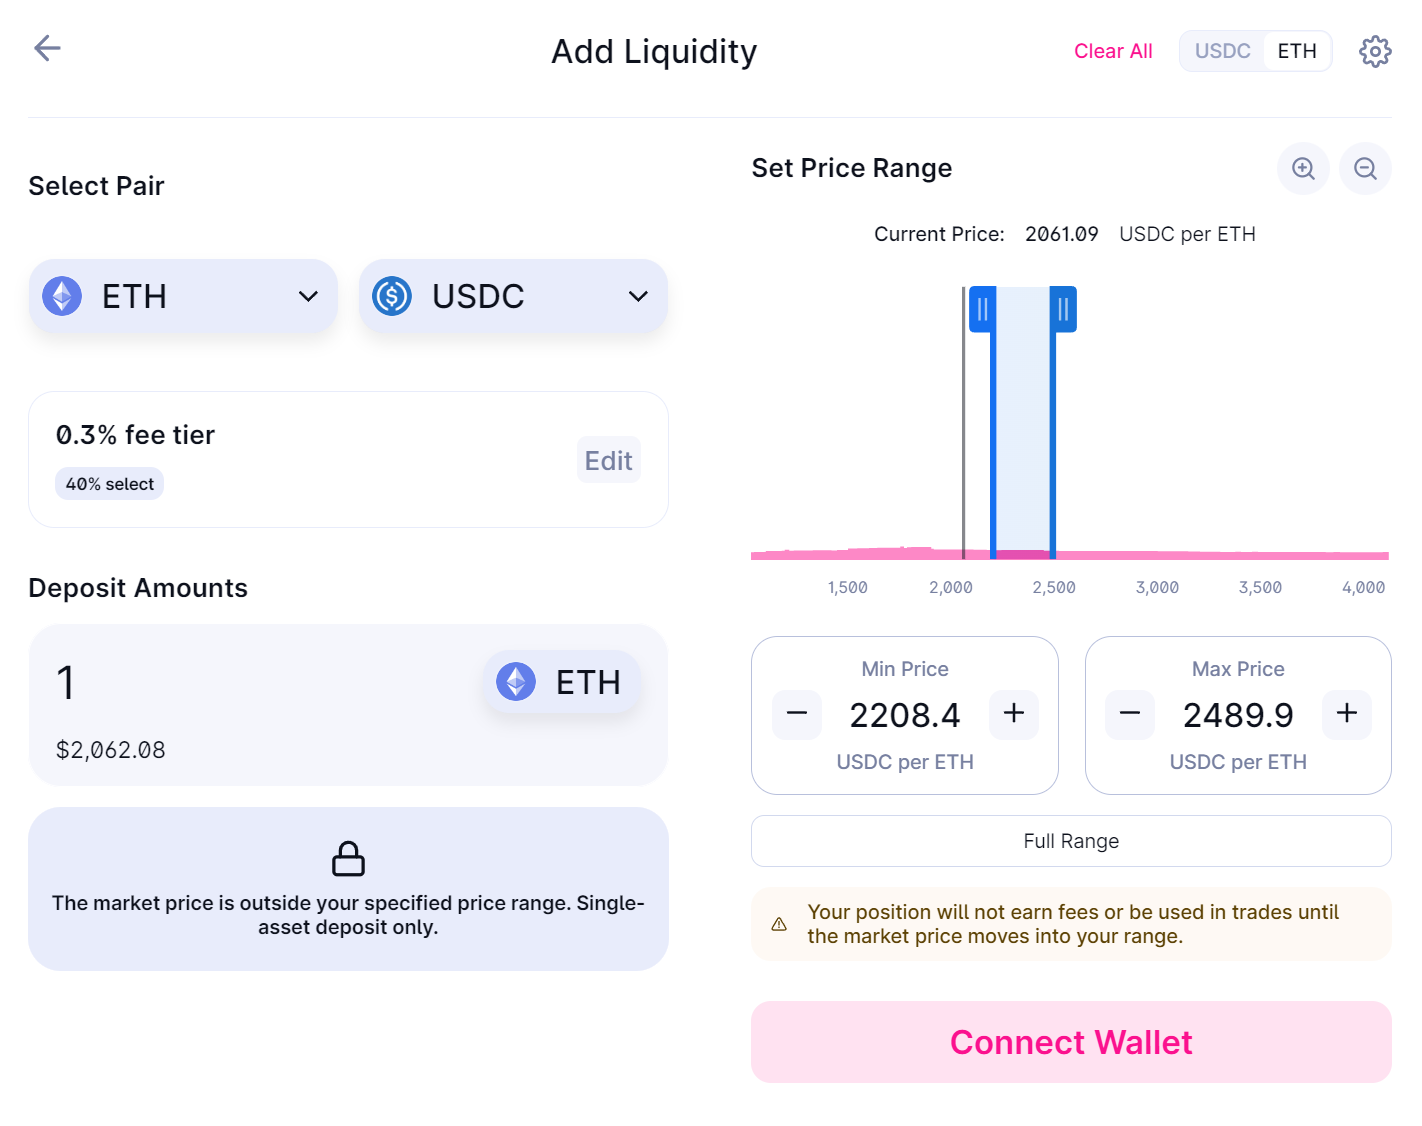 Add Liquidity
Clear All
USDC
ETH
Select Pair
ETH
USDC
0.3% fee tier
40% select
Edit
Deposit Amounts
1
ETH
$2,062.08
The market price is outside your specified price range. Single-
asset deposit only.
Set Price Range
Current Price: 2061.09 USDC per ETH
1,500 2,000 2,500 3,000 3,500 4,000
Min Price
2208.4
USDC per ETH
Max Price
2489.9
USDC per ETH
Full Range
Your position will not earn fees or be used in trades until
the market price moves into your range.
Connect Wallet